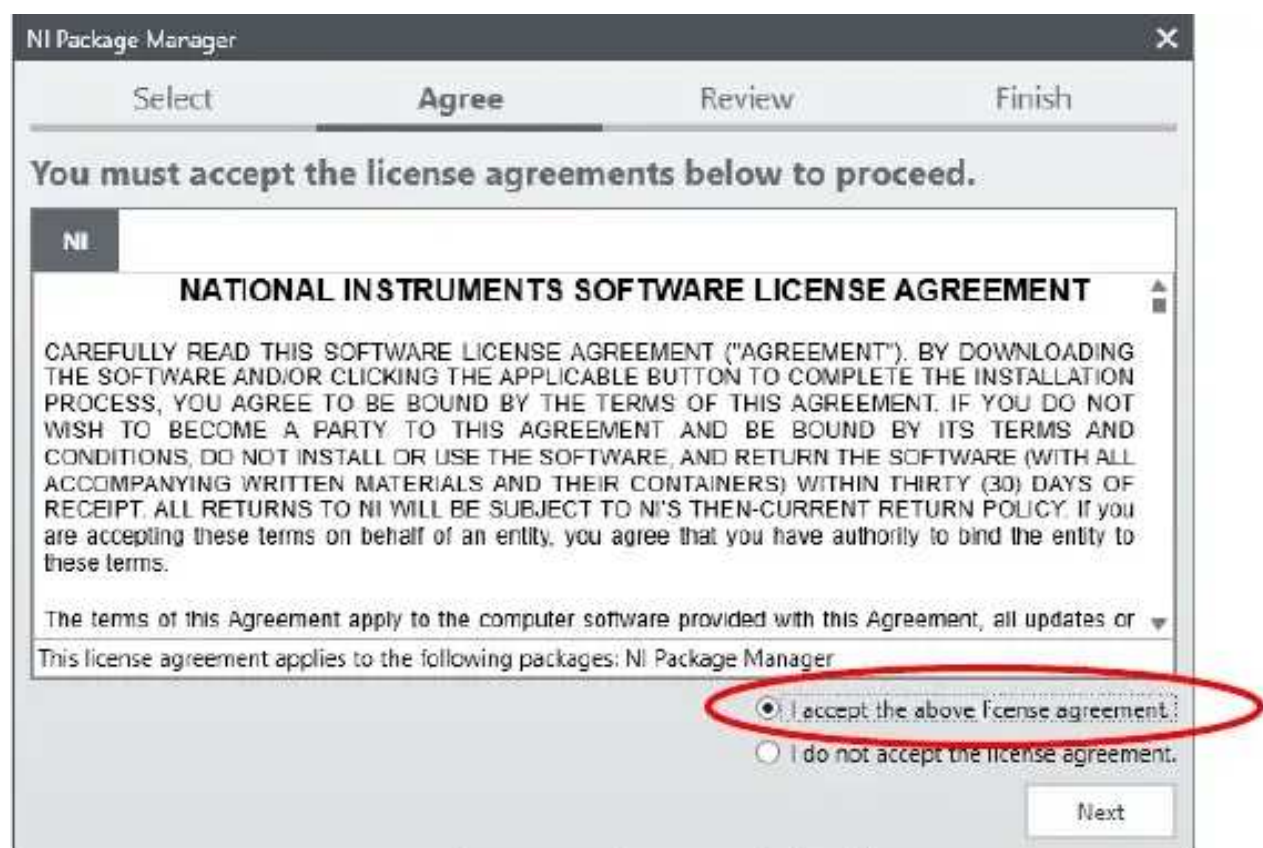 NI Package Manager
Select Agree Review Finish
You must accept the license agreements below to proceed.
NI
NATIONAL INSTRUMENTS SOFTWARE LICENSE AGREEMENT
CAREFULLY READ THIS SOFTWARE LICENSE AGREEMENT ("AGREEMENT"). BY DOWNLOADING
THE SOFTWARE AND/OR CLICKING THE APPLICABLE BUTTON TO COMPLETE THE INSTALLATION
PROCESS, YOU AGREE TO BE BOUND BY THE TERMS OF THIS AGREEMENT. IF YOU DO NOT
WISH TO BECOME A PARTY TO THIS AGREEMENT AND BE BOUND BY ITS TERMS AND
CONDITIONS, DO NOT INSTALL OR USE THE SOFTWARE, AND RETURN THE SOFTWARE (WITH ALL
ACCOMPANYING WRITTEN MATERIALS AND THEIR CONTAINERS) WITHIN THIRTY (30) DAYS OF
RECEIPT. ALL RETURNS TO NI WILL BE SUBJECT TO NI'S THEN-CURRENT RETURN POLICY. If you
are accepting these terms on behalf of an entity, you agree that you have authority to bind the entity to
these terms.
The terms of this Agreement apply to the computer software provided with this Agreement, all updates or
This license agreement applies to the following packages: NI Package Manager
I accept the above license agreement.
I do not accept the license agreement.
Next